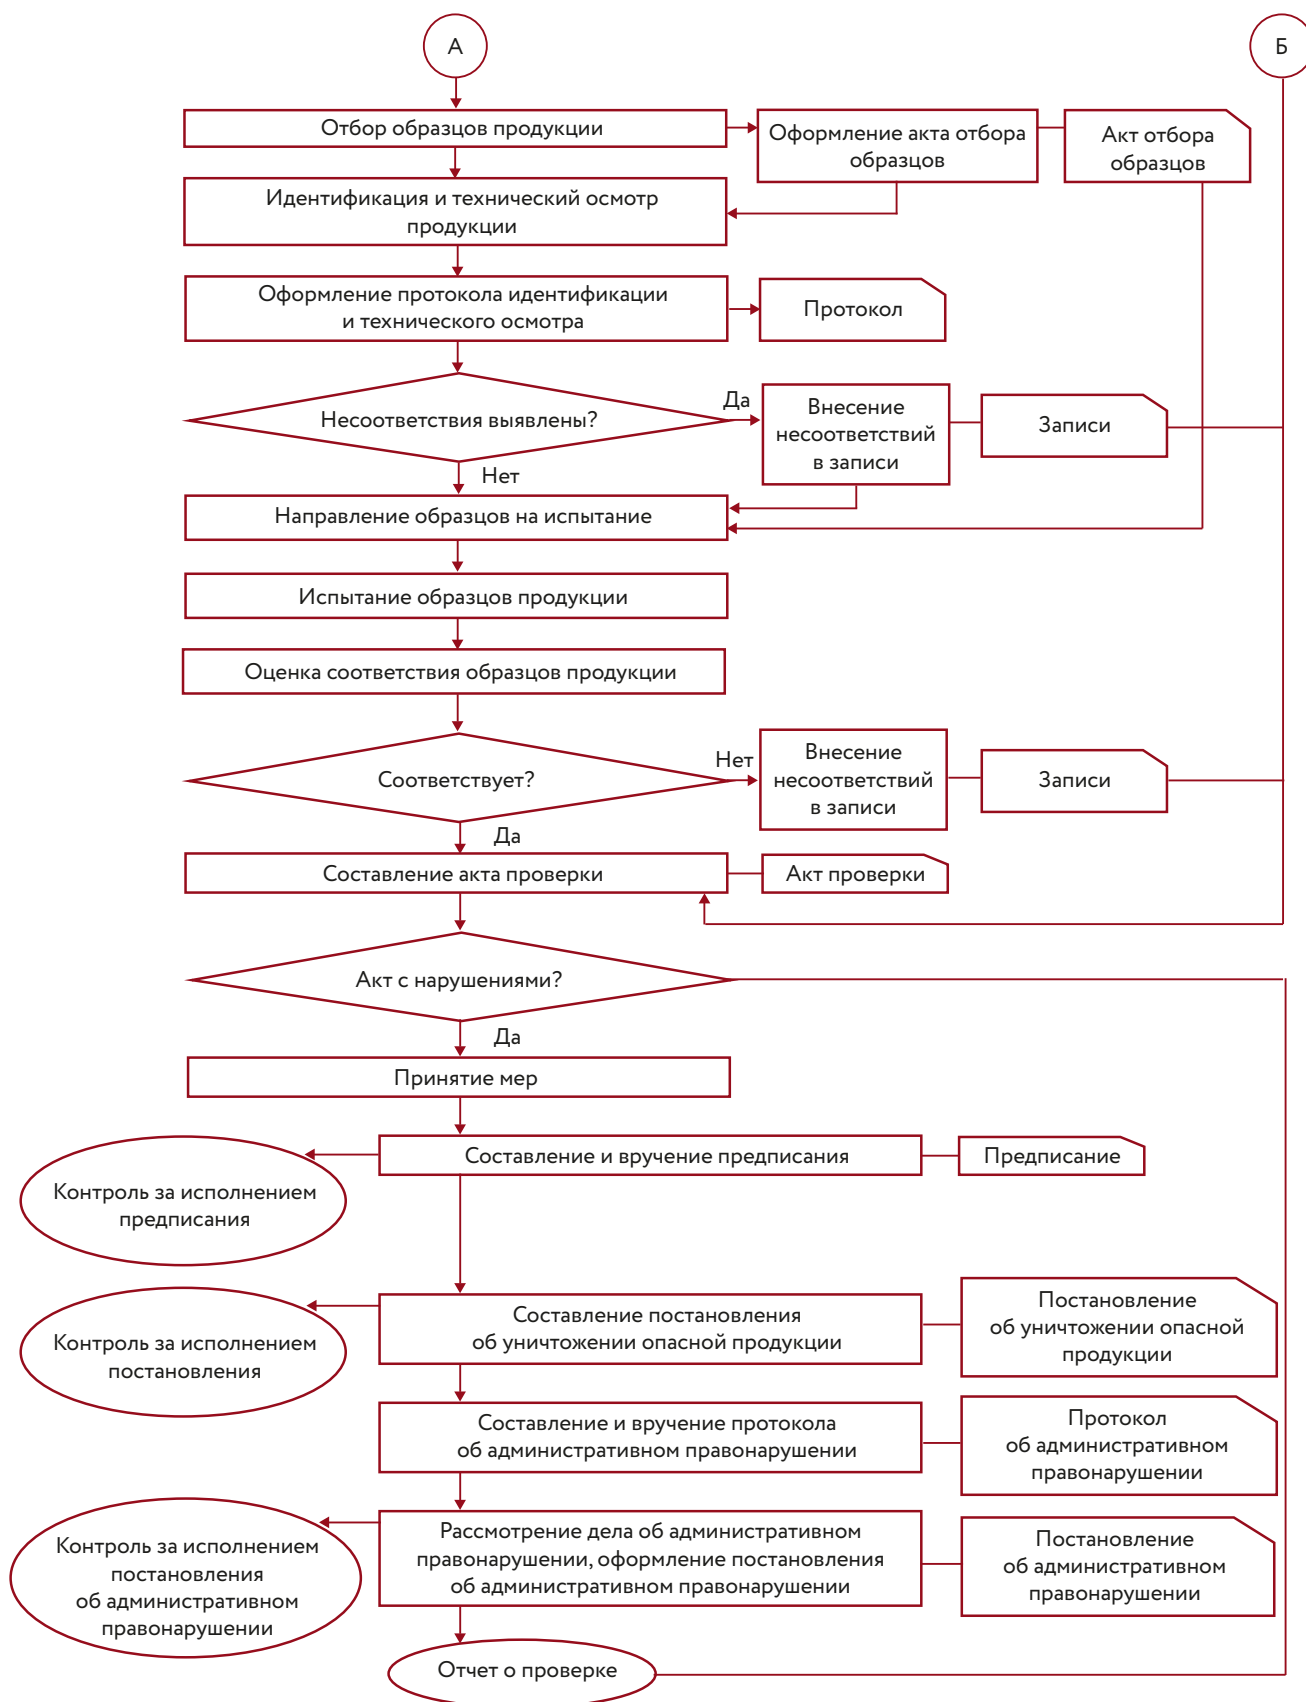 А
Б
Отбор образцов продукции
Оформление акта отбора
образцов
Акт отбора
образцов
Идентификация и технический осмотр
продукции
Оформление протокола идентификации
и технического осмотра
Протокол
Несоответствия выявлены?
Да
Внесение
несоответствий
в записи
Записи
Нет
Направление образцов на испытание
Испытание образцов продукции
Оценка соответствия образцов продукции
Соответствует?
Нет
Внесение
несоответствий
в записи
Записи
Да
Составление акта проверки
Акт проверки
Акт с нарушениями?
Да
Принятие мер
Составление и вручение предписания
Предписание
Контроль за исполнением
предписания
Составление постановления
об уничтожении опасной продукции
Постановление
об уничтожении опасной
продукции
Контроль за исполнением
постановления
Составление и вручение протокола
об административном правонарушении
Протокол
об административном
правонарушении
Рассмотрение дела об административном
правонарушении, оформление постановления
об административном правонарушении
Постановление
об административном
правонарушении
Контроль за исполнением
постановления
об административном
правонарушении
Отчет о проверке